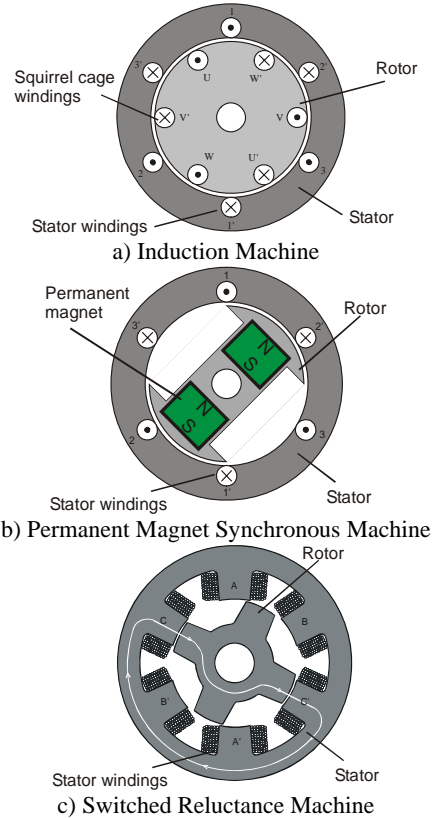 1
3'
2'
Squirrel cage
windings
Rotor
U
W'
V'
V
W
U'
2
3
Stator windings
1'
Stator
a) Induction Machine
Permanent
magnet
1
Rotor
3'
2'
N
S
N
S
2
3
Stator windings
1'
Stator
b) Permanent Magnet Synchronous Machine
Rotor
A
C
B
B'
C'
A'
Stator windings
Stator
c) Switched Reluctance Machine